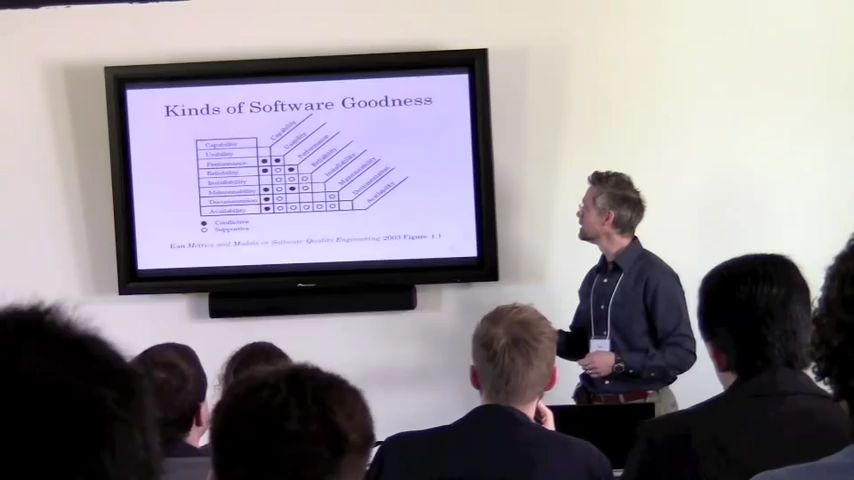 Kinds of Software Goodness
Capability
Usability
Performance
Reliability
Installability
Maintainability
Documentation
Availability
Capability
Usability
Performance
Reliability
Installability
Maintainability
Documentation
Availability
Conflictive
Supportive
Kan Metrics and Models in Software Quality Engineering 2003 Figure. 1.1
Pioneer